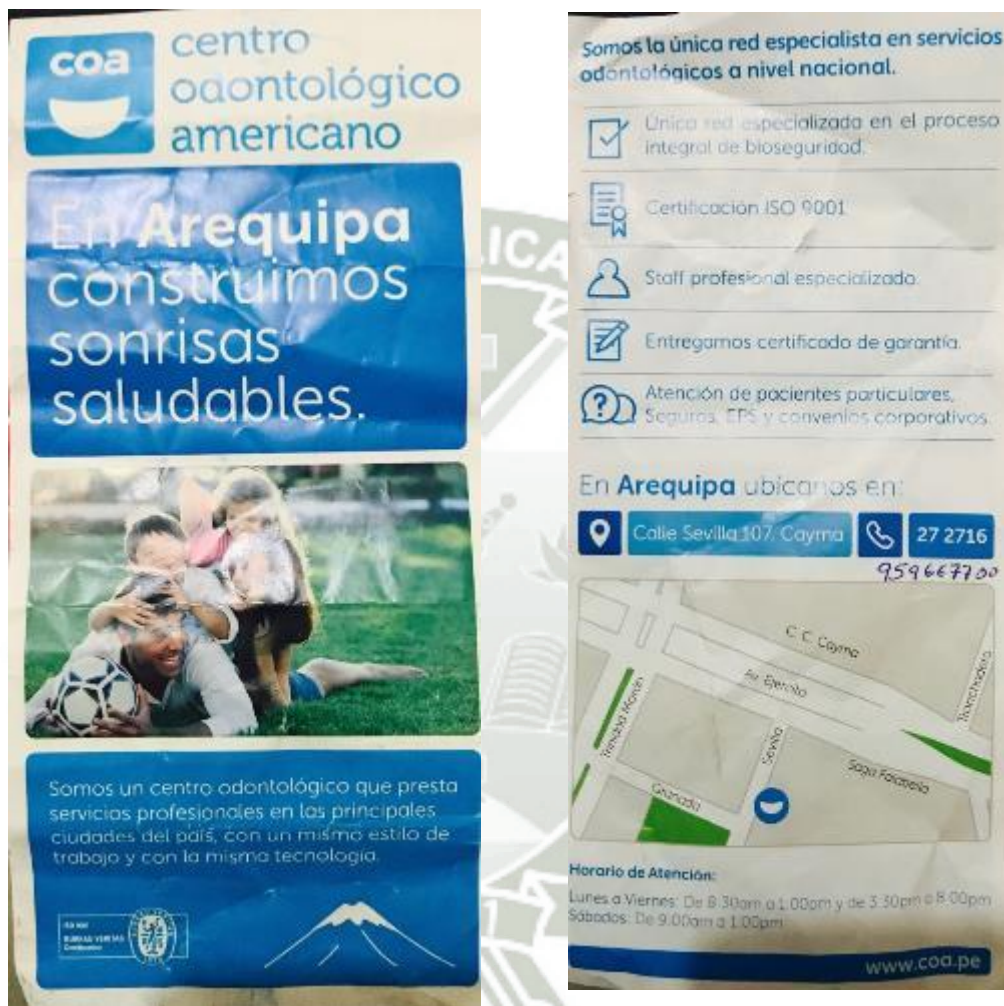 coa
centro
odontológico
americano
En Arequipa
construimos
sonrisas
saludables.
Somos un centro odontológico que presta
servicios profesionales en las principales
ciudades del país, con un mismo estilo de
trabajo y con la misma tecnología.
BUREAU VERITAS
Certification
Somos la única red especialista en servicios
odontológicos a nivel nacional.
Única red especializada en el proceso
integral de bioseguridad.
Certificación ISO 9001
Staff profesional especializado.
Entregamos certificado de garantía.
Atención de pacientes particulares,
Seguros, EPS y convenios corporativos.
En Arequipa ubícanos en:
Calle Sevilla 107, Cayma
27 2716
959667700
C. C. Cayma
Av. Ejercito
Trinidad Morán
Sevilla
Saga Falabella
Granada
Horario de Atención:
Lunes a Viernes: De 8.30am a 1.00pm y de 3.30pm a 8.00pm
Sábados: De 9.00am a 1.00pm
www.coa.pe